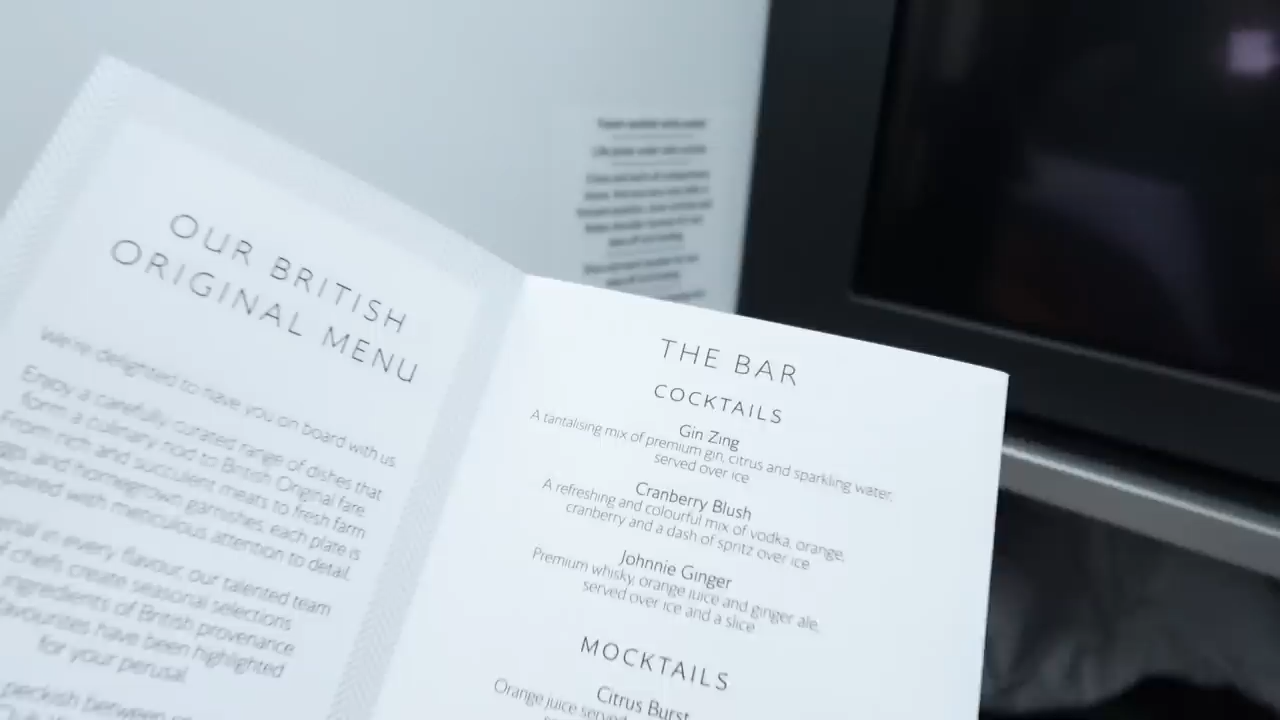 OUR BRITISH
ORIGINAL MENU
We're delighted to have you on board with us.
Enjoy a carefully curated range of dishes that
form a culinary nod to British Original fare.
From rich and succulent meats to fresh farm
eggs and homegrown garnishes, each plate is
with meticulous attention to detail.
in every flavour, our talented team
of chefs create seasonal selections
ingredients of British provenance
favourites have been highlighted
for your perusal.
peckish between
THE BAR
COCKTAILS
Gin Zing
A tantalising mix of premium gin, citrus and sparkling water,
served over ice
Cranberry Blush
A refreshing and colourful mix of vodka, orange,
cranberry and a dash of spritz over ice
Johnnie Ginger
Premium whisky, orange juice and ginger ale,
served over ice and a slice
MOCKTAILS
Citrus Burst
Orange juice served